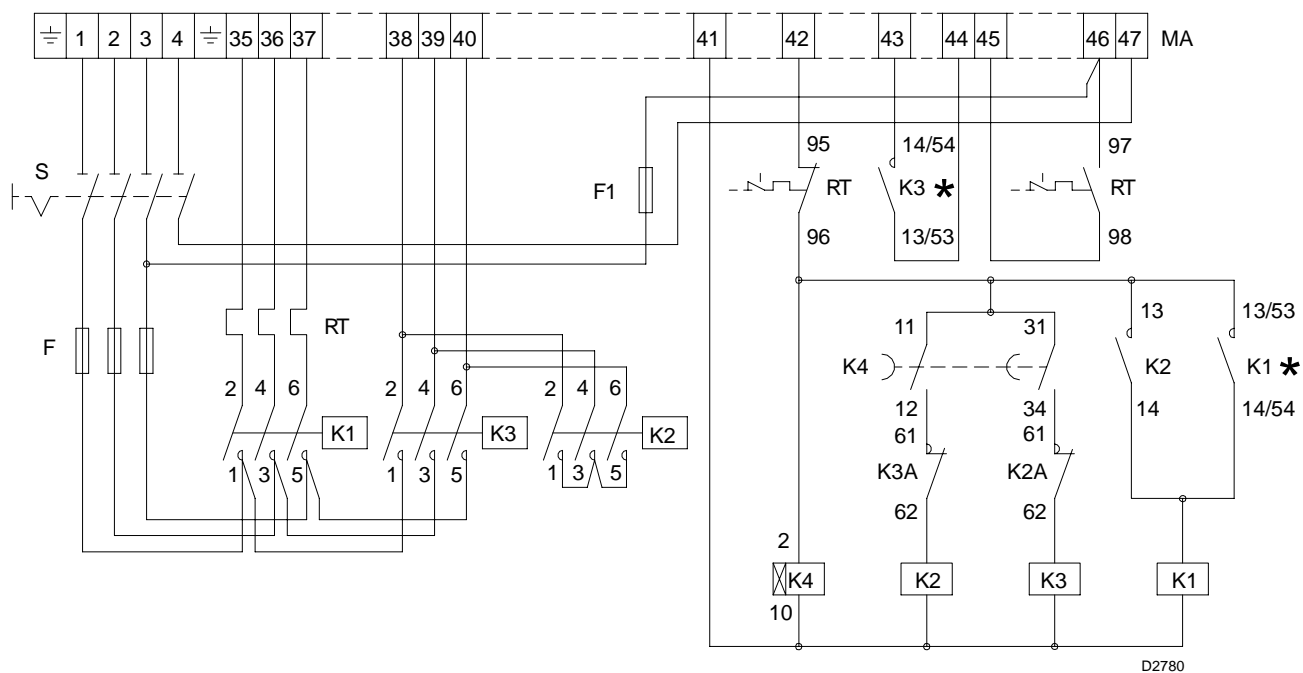 1 2 3 4 35 36 37 38 39 40 41 42 43 44 45 46 47 MA
95 14/54 97
S F1 RT K3 * RT
96 13/53 98
RT 11 31 13 13/53
F K4 K2 K1 *
2 4 6 2 4 6 2 4 6 12 34 14 14/54
K1 K3 K2 61 61
1 3 5 1 3 5 1 3 5 K3A K2A
62 62
2
K4 K2 K3 K1
10
D2780